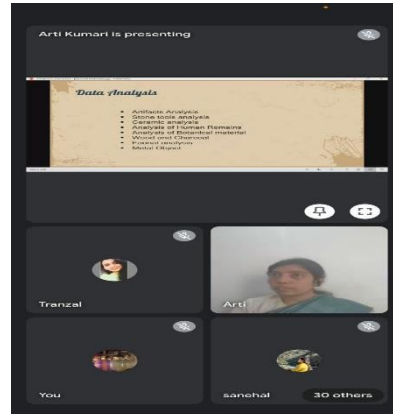 Arti Kumari is presenting
Data Analysis
• Artifacts Analysis
• Stone tools analysis
• Ceramic analysis
• Analysis of Human Remains
• Analysis of Botanical material
• Wood and Charcoal
• Faunal analysis
• Metal Object
Tranzal
Arti
You
sanchal
30 others